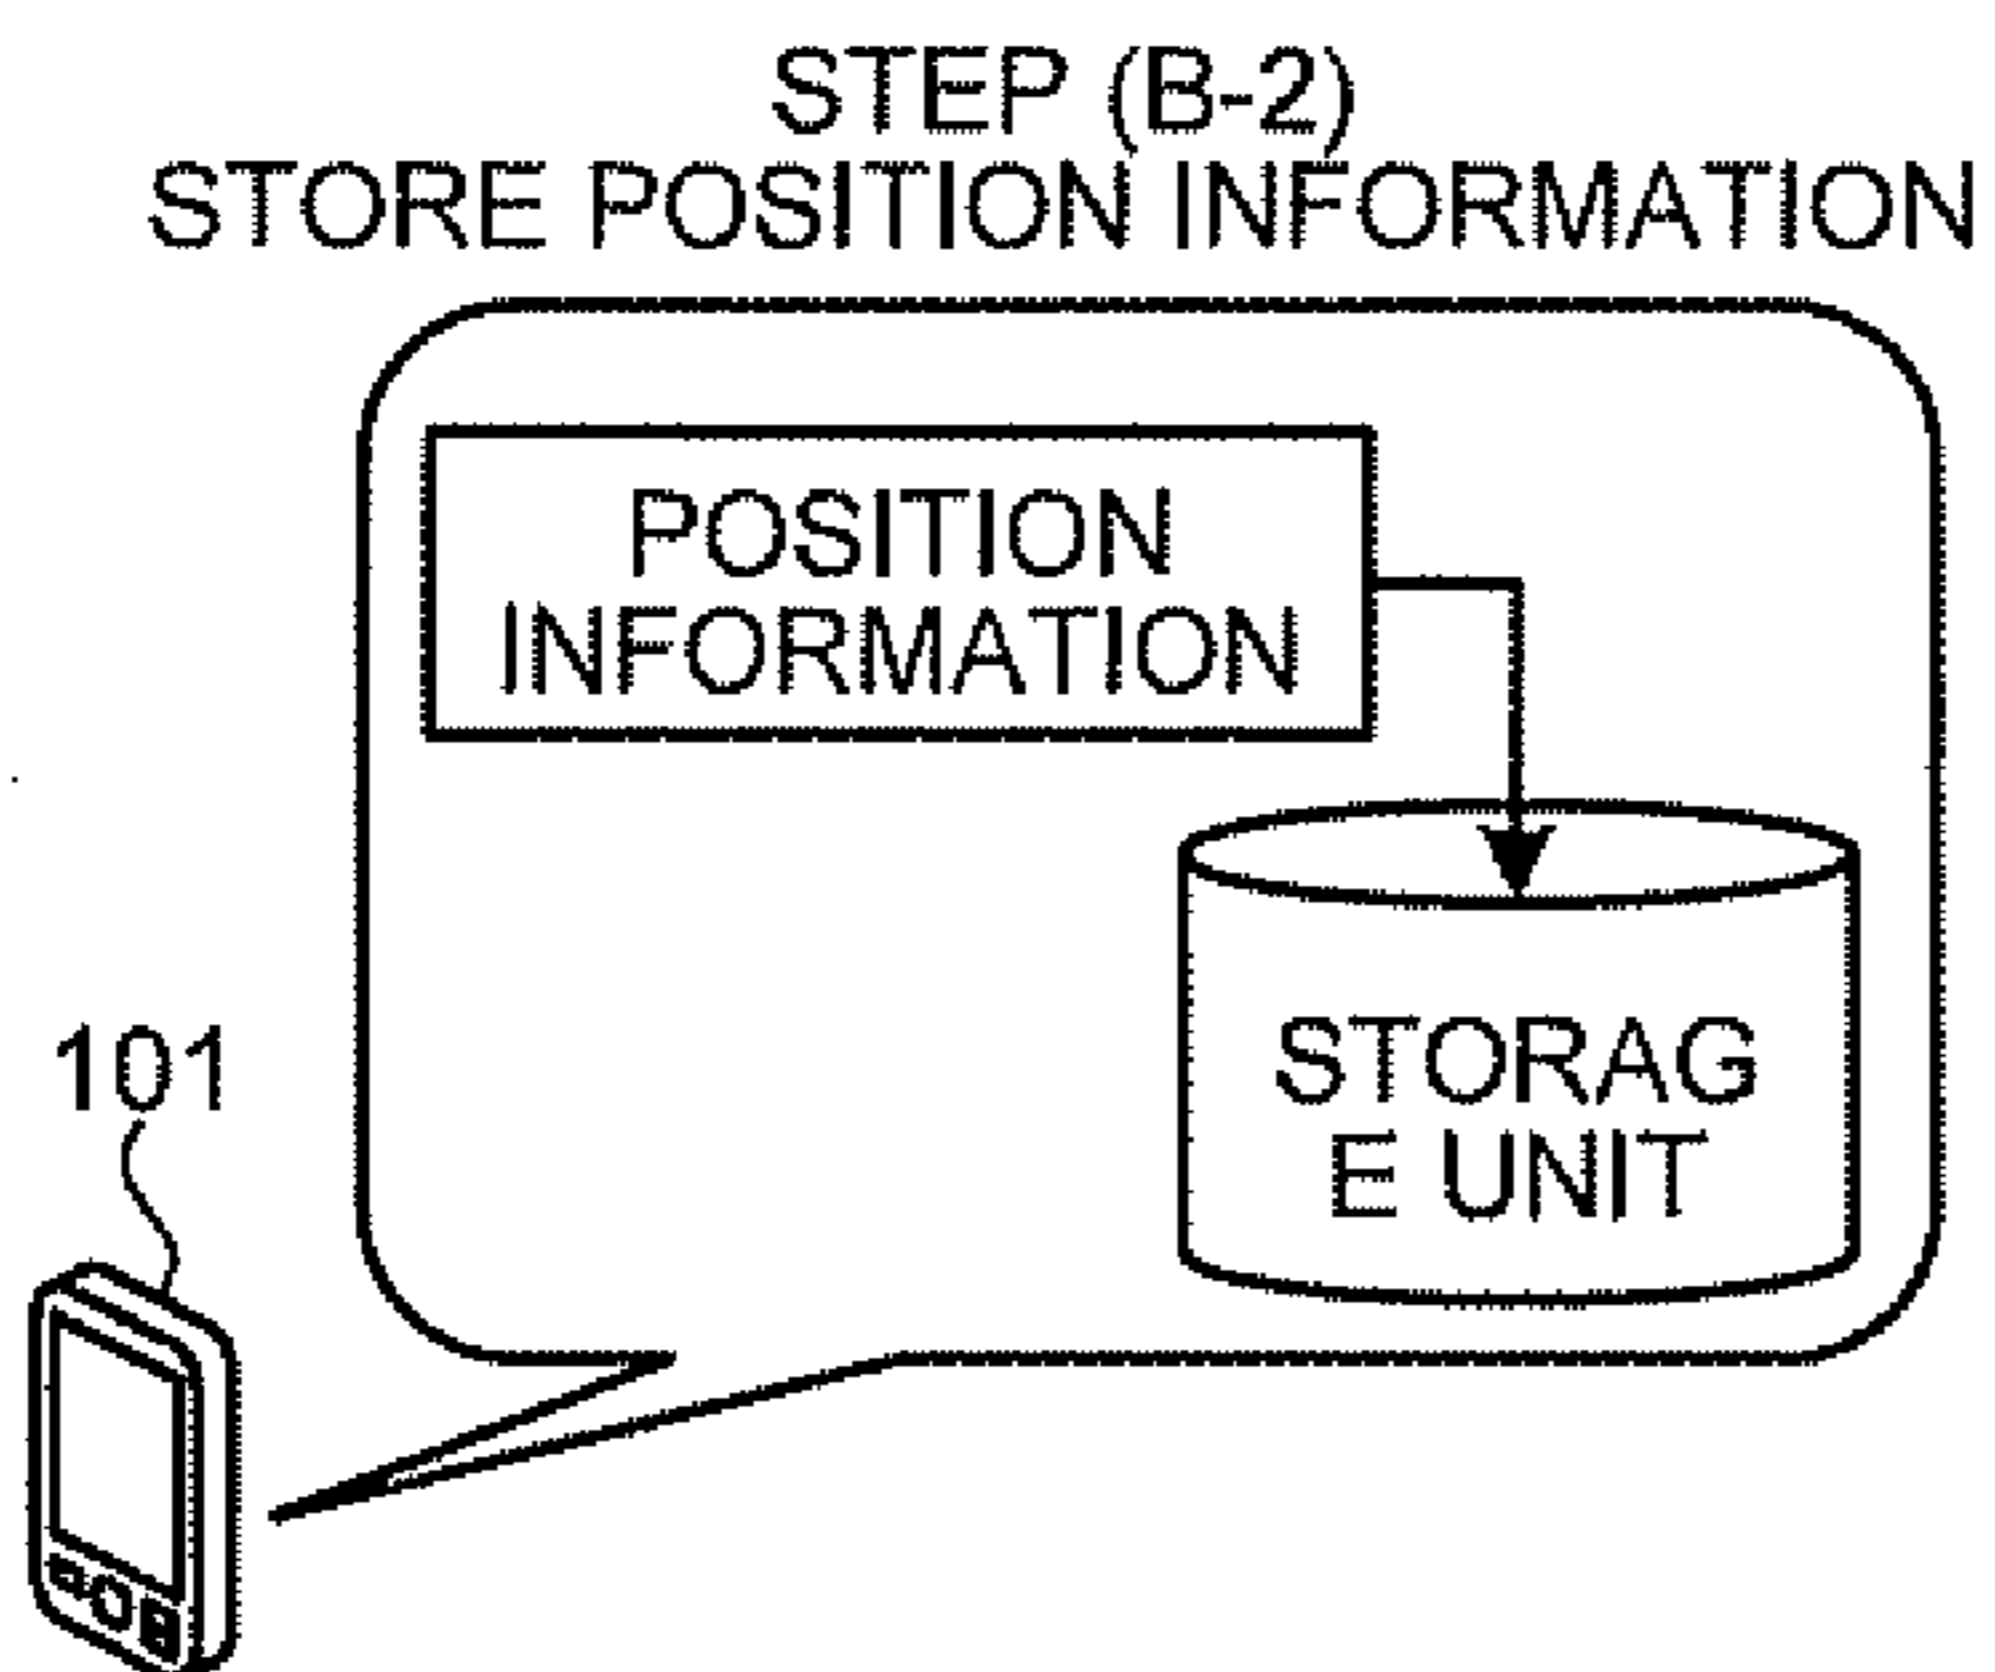 STEP (B-2)
STORE POSITION INFORMATION
POSITION
INFORMATION
STORAG
E UNIT
101